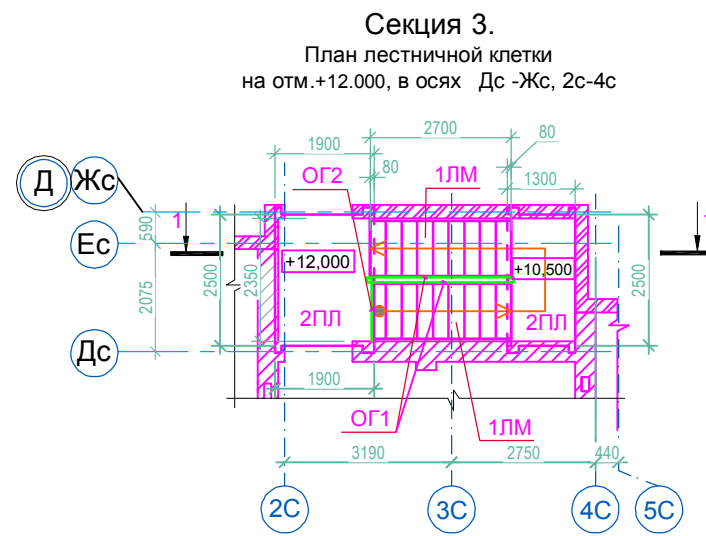 Секция 3.
План лестничной клетки
на отм.+12.000, в осях Дс -Жс, 2с-4с
2700
80
1900
80
ОГ2
1ЛМ
1300
Д
Жс
1
590
1
Ес
+12,000
+10,500
2075
2500
2350
2500
2ПЛ
2ПЛ
Дс
1900
ОГ1
1ЛМ
3190
2750
440
2С
3С
4С
5С